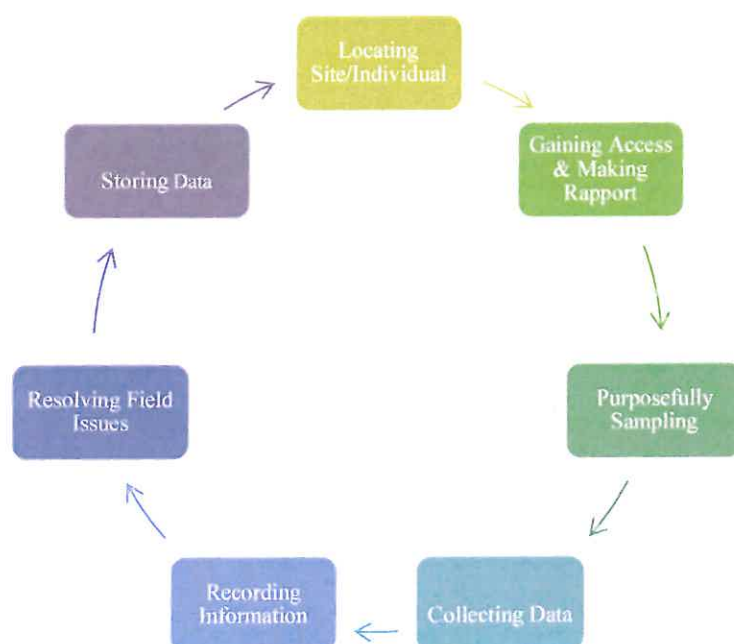 Locating
Site/Individual
Gaining Access
& Making
Rapport
Purposefully
Sampling
Collecting Data
Recording
Information
Resolving Field
Issues
Storing Data